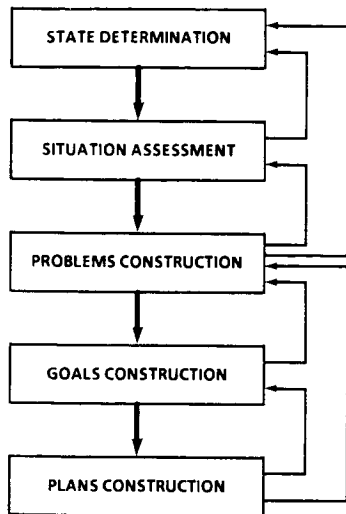 STATE DETERMINATION
SITUATION ASSESSMENT
PROBLEMS CONSTRUCTION
GOALS CONSTRUCTION
PLANS CONSTRUCTION